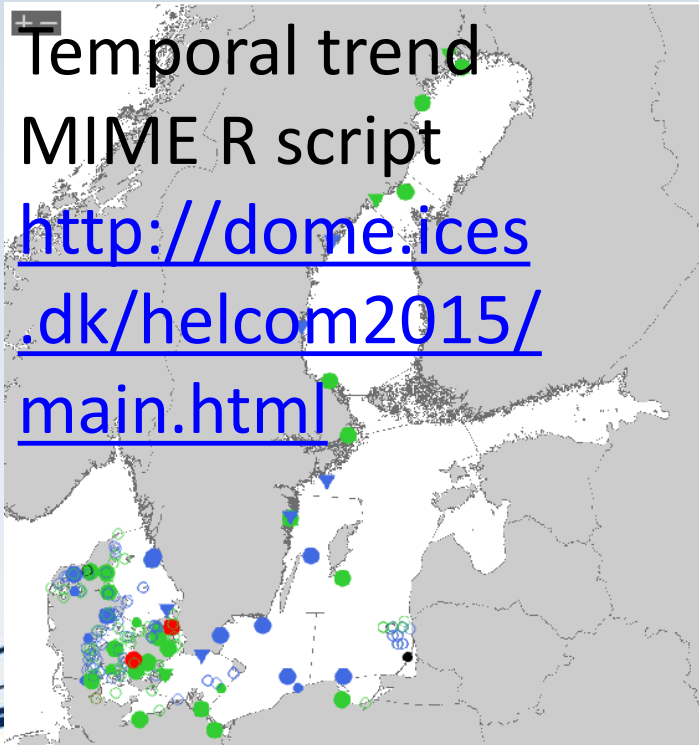 Temporal trend
MIME R script
http://dome.ices
.dk/helcom2015/
main.html